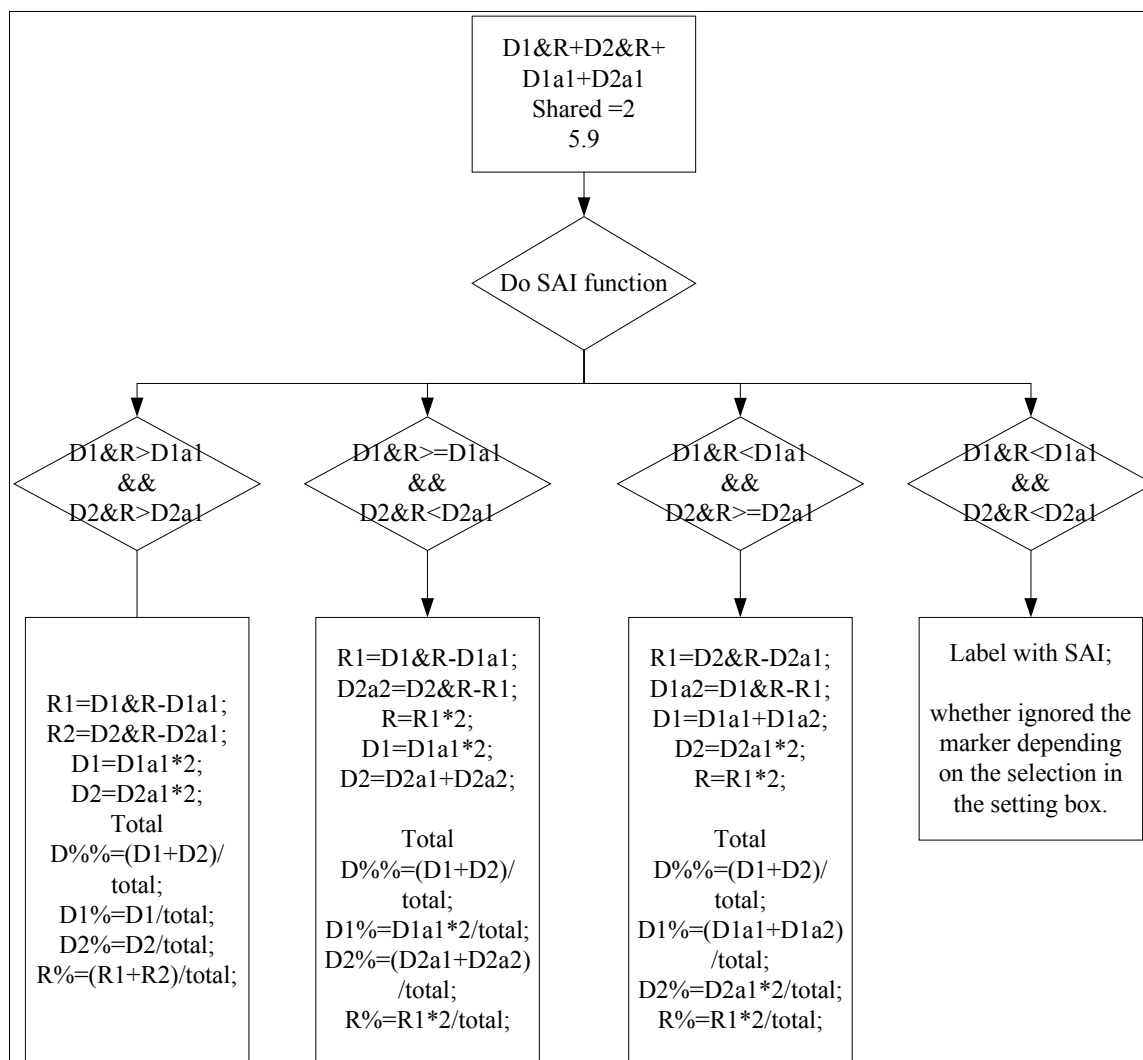 D1&R+D2&R+
D1a1+D2a1
Shared =2
5.9
Do SAI function
D1&R>D1a1
&&
D2&R>D2a1
D1&R>=D1a1
&&
D2&R<D2a1
D1&R<D1a1
&&
D2&R>=D2a1
D1&R<D1a1
&&
D2&R<D2a1
R1=D1&R-D1a1;
R2=D2&R-D2a1;
D1=D1a1*2;
D2=D2a1*2;
Total
D%%=(D1+D2)/
total;
D1%=D1/total;
D2%=D2/total;
R%=(R1+R2)/total;
R1=D1&R-D1a1;
D2a2=D2&R-R1;
R=R1*2;
D1=D1a1*2;
D2=D2a1+D2a2;
Total
D%%=(D1+D2)/
total;
D1%=D1a1*2/total;
D2%=(D2a1+D2a2)
/total;
R%=R1*2/total;
R1=D2&R-D2a1;
D1a2=D1&R-R1;
D1=D1a1+D1a2;
D2=D2a1*2;
R=R1*2;
Total
D%%=(D1+D2)/
total;
D1%=(D1a1+D1a2)
/total;
D2%=D2a1*2/total;
R%=R1*2/total;
Label with SAI;
whether ignored the
marker depending
on the selection in
the setting box.